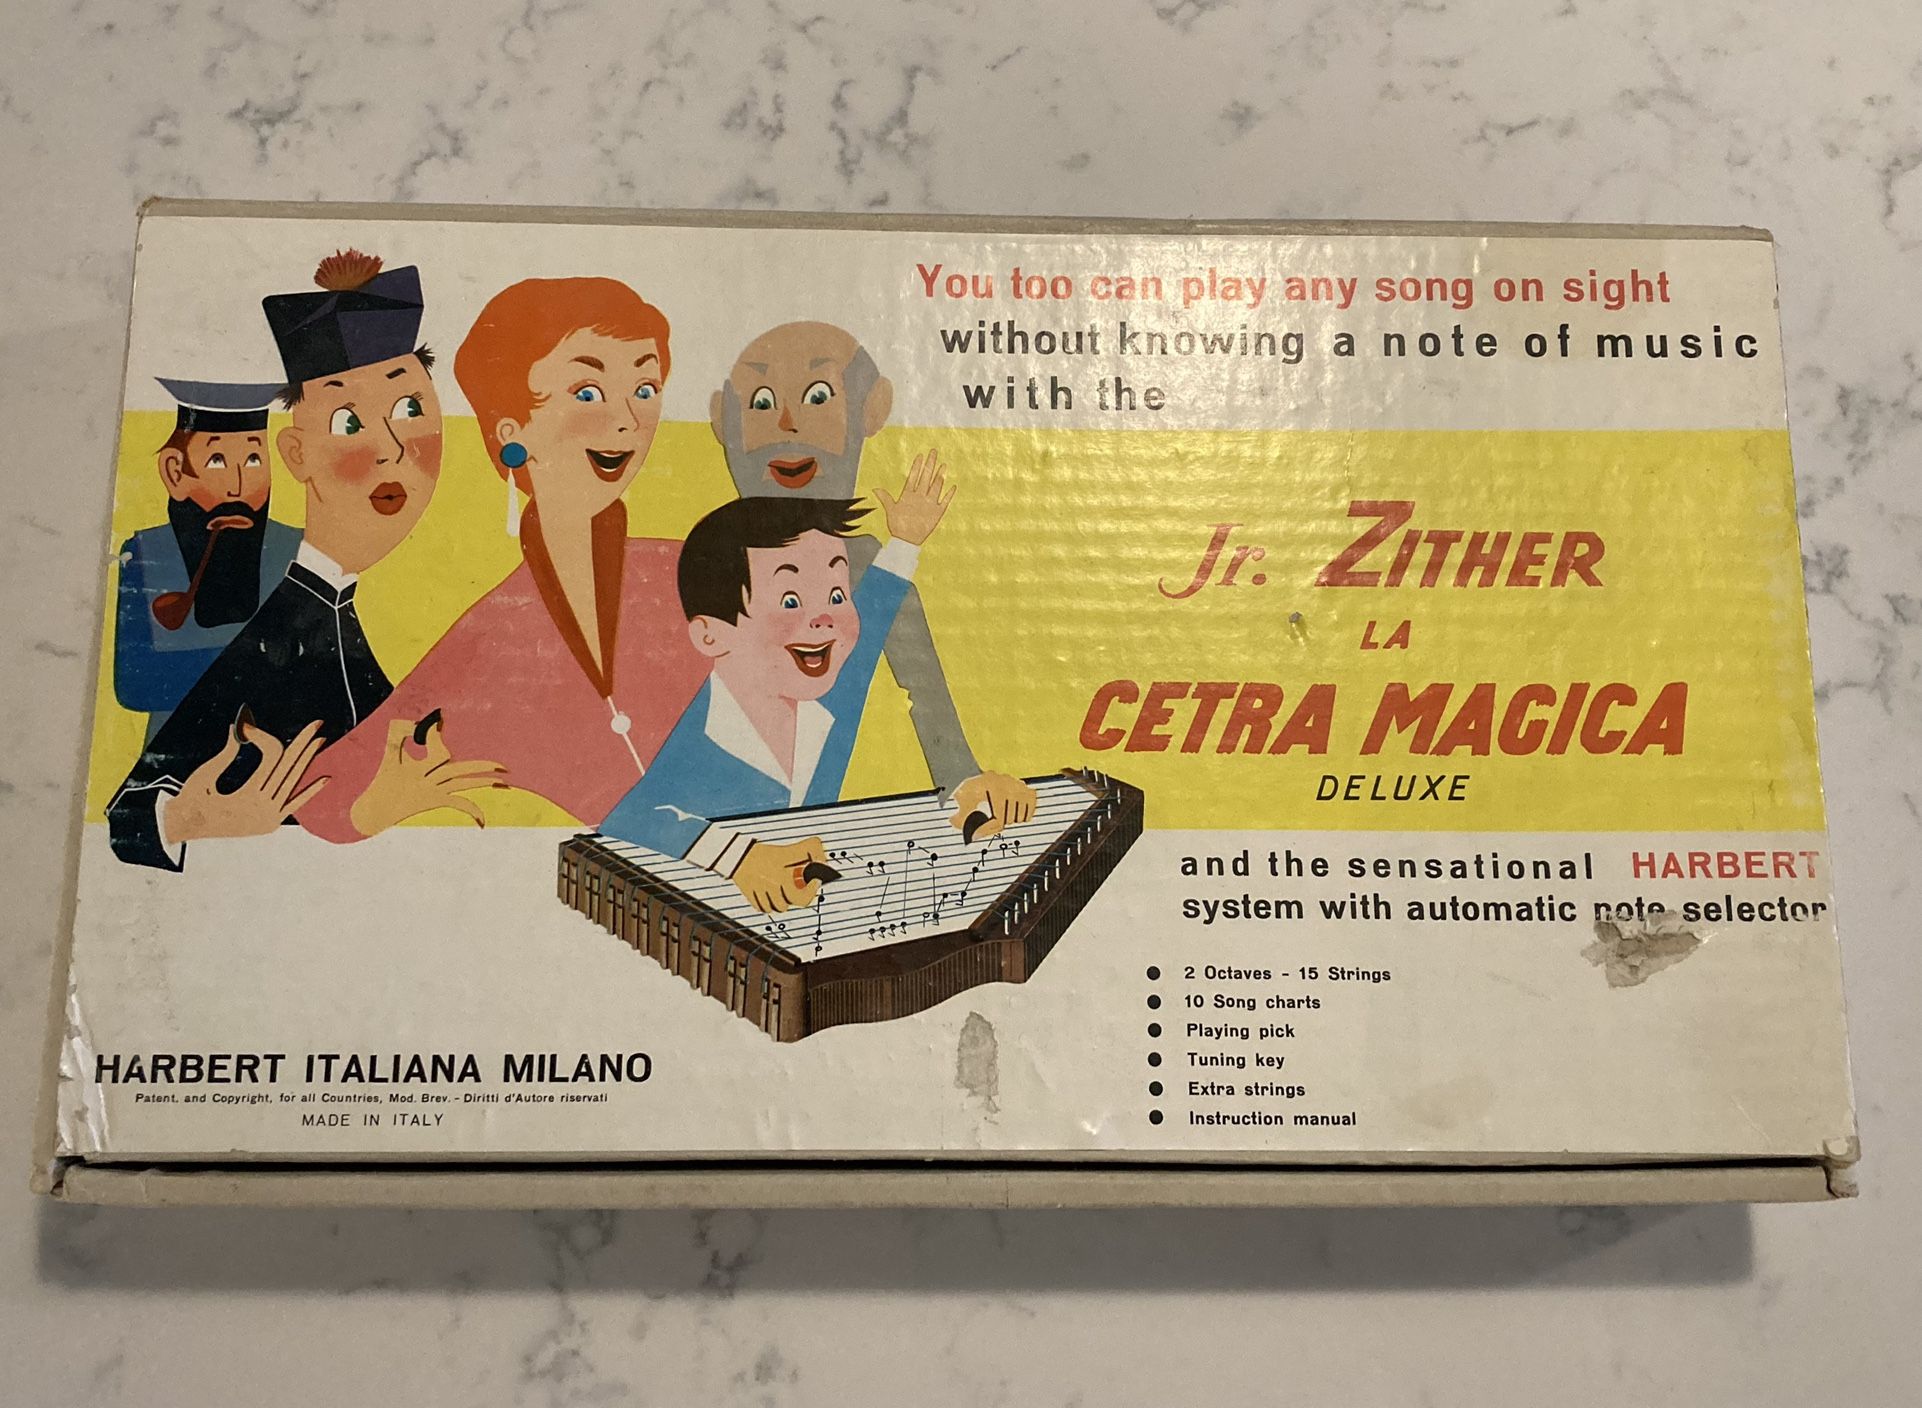 You too can play any song on sight
without knowing a note of music
with the
Jr. ZITHER
LA
CETRA MAGICA
DELUXE
and the sensational HARBERT
system with automatic note selector
● 2 Octaves - 15 Strings
● 10 Song charts
● Playing pick
● Tuning key
● Extra strings
● Instruction manual
HARBERT ITALIANA MILANO
Patent. and Copyright, for all Countries, Mod. Brev. - Diritti d'Autore riservati
MADE IN ITALY